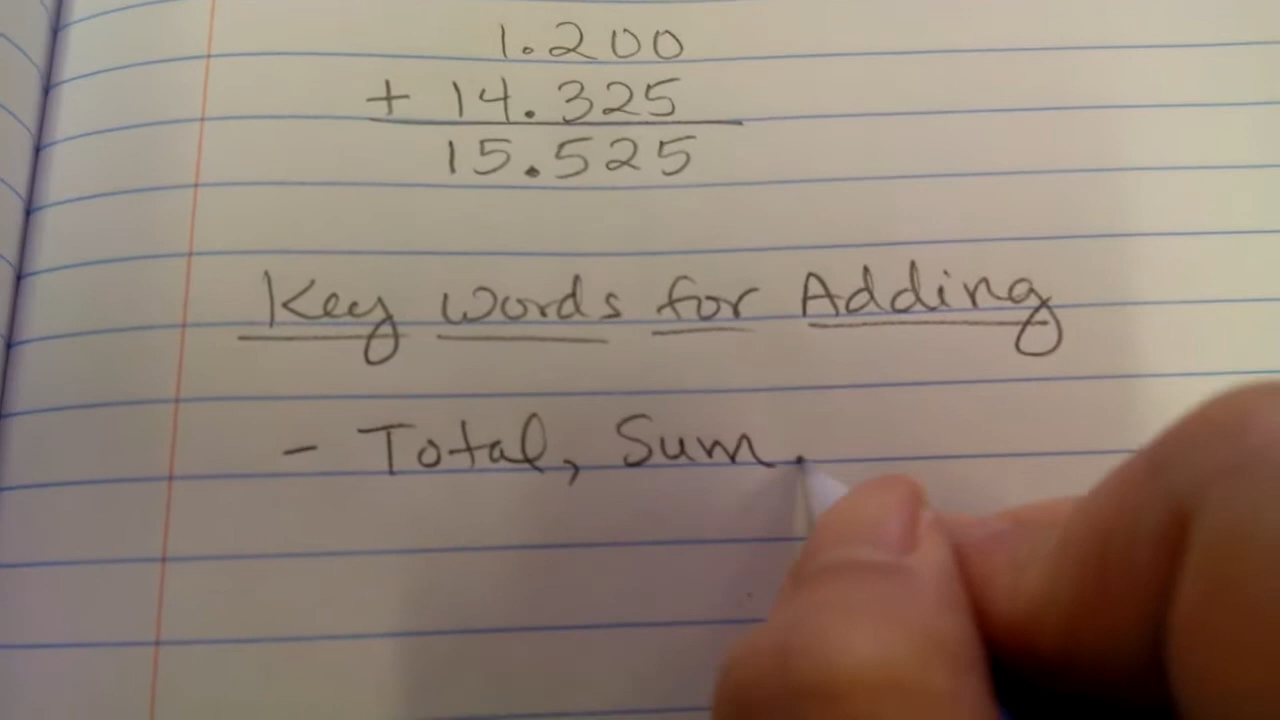 1.200
+ 14.325
15.525
Key Words for Adding
- Total, Sum,